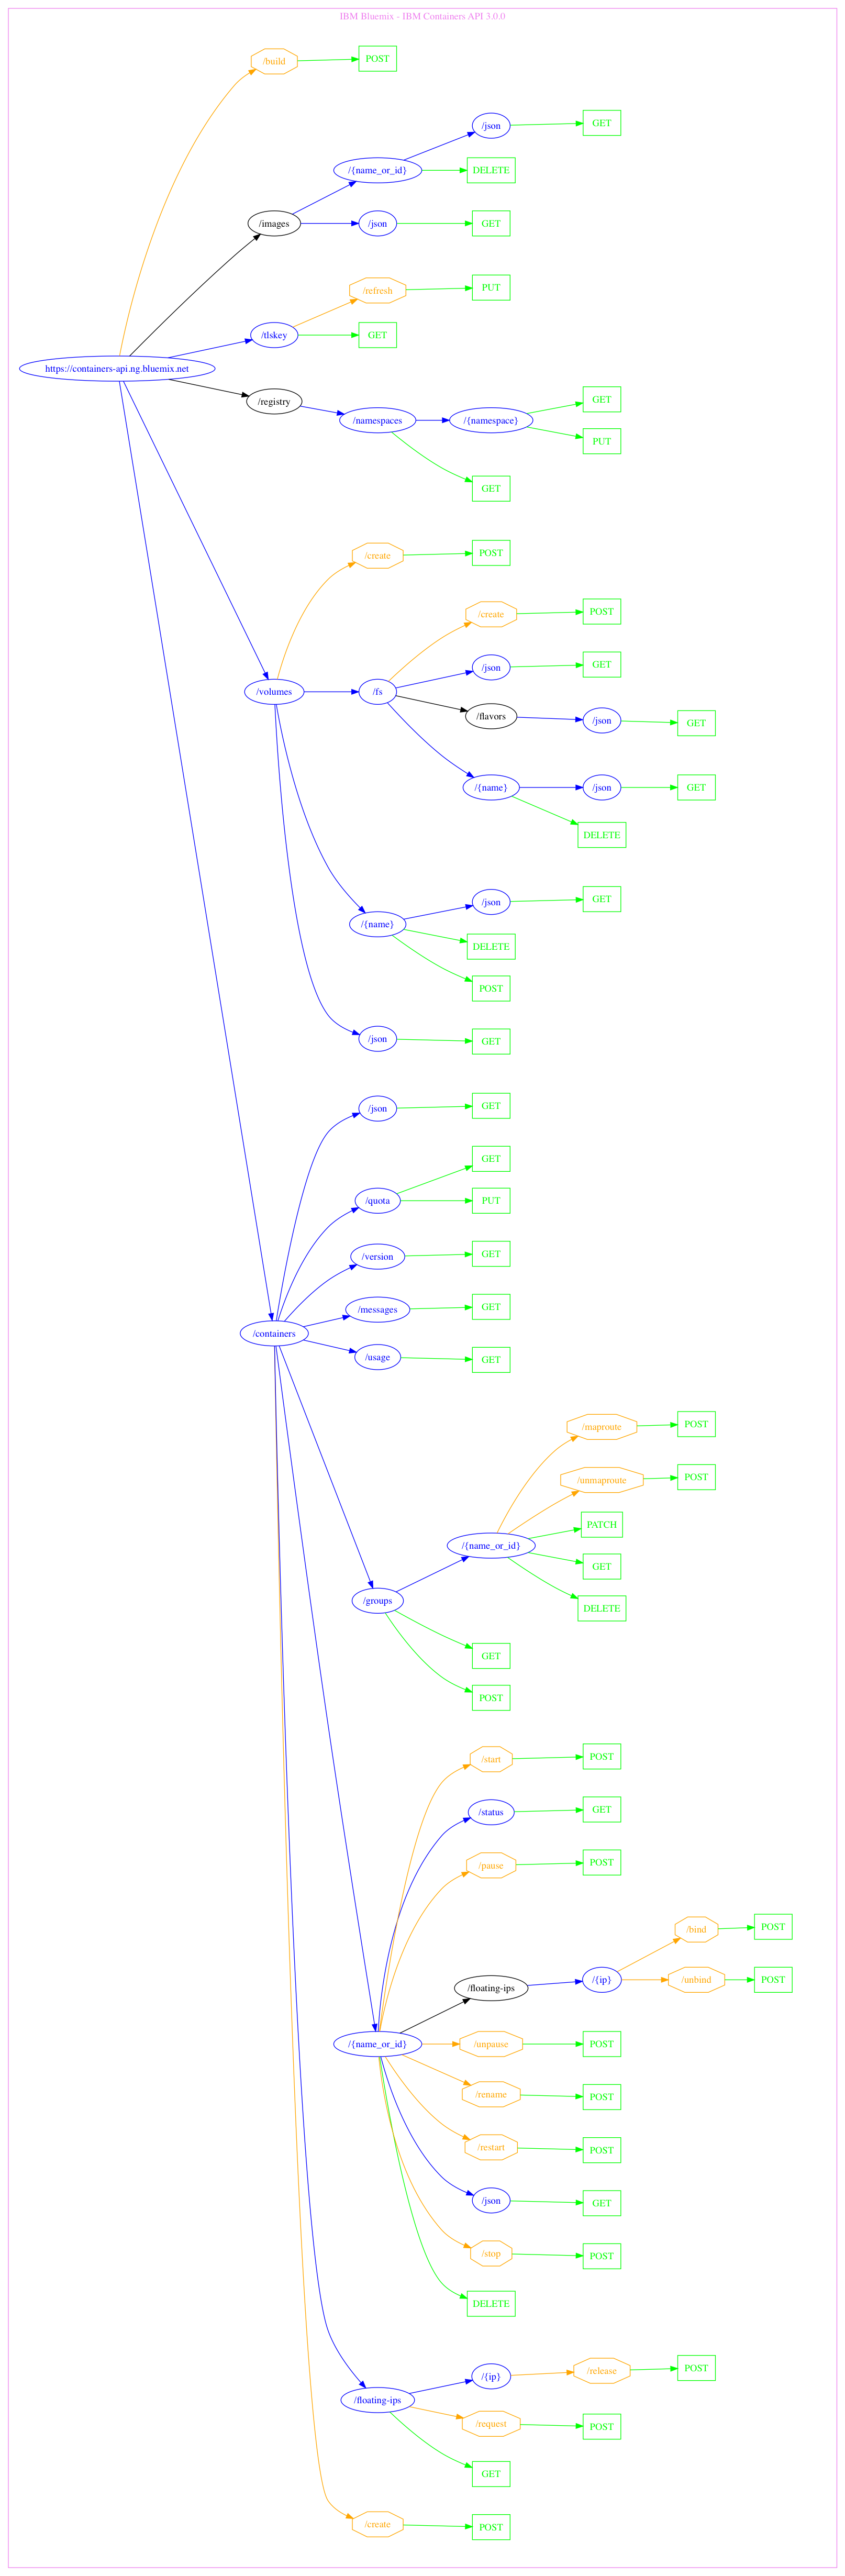 IBM Bluemix - IBM Containers API 3.0.0
/build
POST
/json
GET
/{name_or_id}
DELETE
/images
/json
GET
/refresh
PUT
/tlskey
GET
https://containers-api.ng.bluemix.net
/registry
/namespaces
/{namespace}
GET
PUT
GET
/create
POST
/create
POST
/json
GET
/volumes
/fs
/flavors
/json
GET
/{name}
/json
GET
DELETE
/{name}
/json
GET
DELETE
POST
/json
GET
/json
GET
/quota
GET
PUT
/version
GET
/messages
GET
/containers
/usage
GET
/maproute
POST
/unmaproute
POST
PATCH
/{name_or_id}
GET
DELETE
/groups
GET
POST
/start
POST
/status
GET
/pause
POST
/bind
POST
/floating-ips
/{ip}
/unbind
POST
/{name_or_id}
/unpause
POST
/rename
POST
/restart
POST
/json
GET
/stop
POST
DELETE
/floating-ips
/{ip}
/release
POST
/request
POST
GET
/create
POST